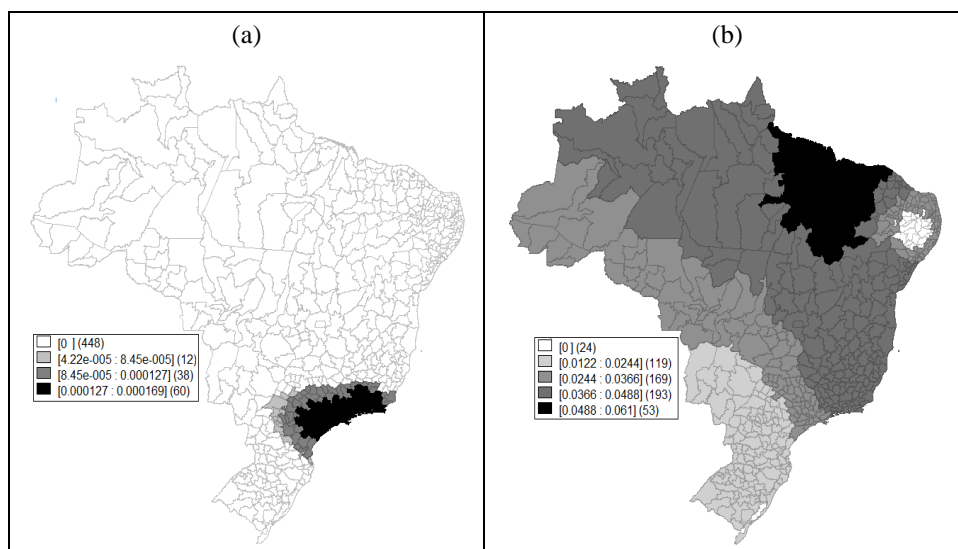 (a)
[0 ] (448)
[4.22e-005 : 8.45e-005] (12)
[8.45e-005 : 0.000127] (38)
[0.000127 : 0.000169] (60)
(b)
[0] (24)
[0.0122 : 0.0244] (119)
[0.0244 : 0.0366] (169)
[0.0366 : 0.0488] (193)
[0.0488 : 0.061] (53)